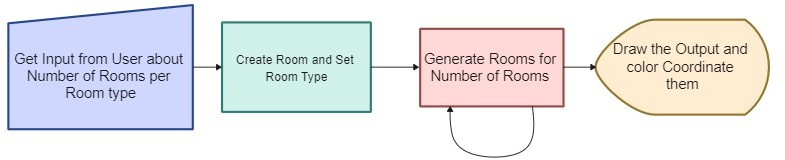 Get Input from User about
Number of Rooms per
Room type
Create Room and Set
Room Type
Generate Rooms for
Number of Rooms
Draw the Output and
color Coordinate
them